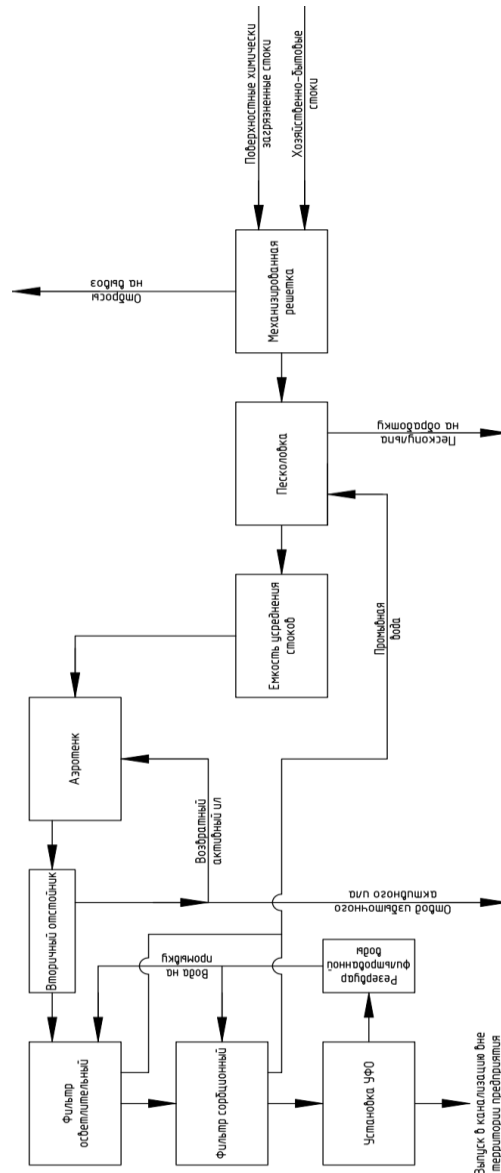 Поверхностные химически
загрязненные стоки
Хозяйственно-бытовые
стоки
Отбросы
на вывоз
Механизированная
решетка
Песколовка
Пескопульпа
на обработку
Емкость усреднения
стоков
Промывная
вода
Аэротенк
Возвратный
активный ил
Вторичный отстойник
Отвод избыточного
активного ила
Фильтр
осветлительный
Вода на
промывку
Фильтр сорбционный
Резервуар
фильтрованной
воды
Установка УФО
Выпуск в канализацию вне
территории предприятия